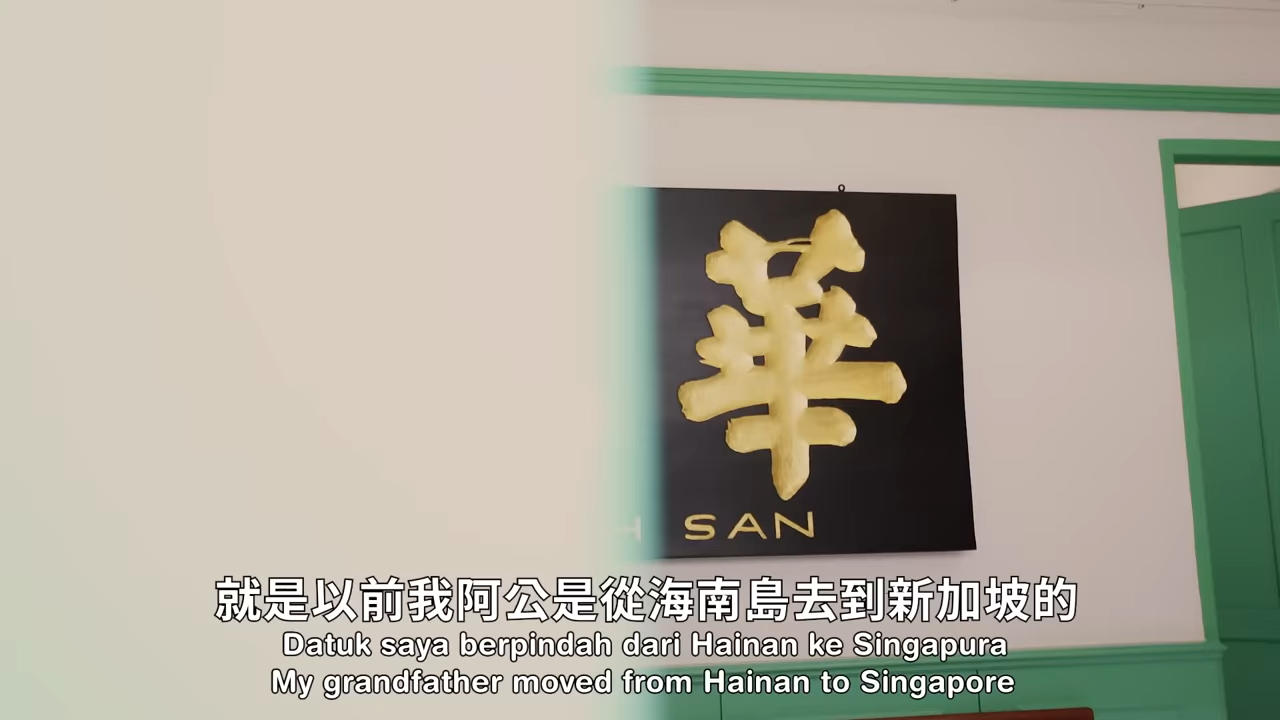 華
SAN
就是以前我阿公是從海南島去到新加坡的
Datuk saya berpindah dari Hainan ke Singapura
My grandfather moved from Hainan to Singapore